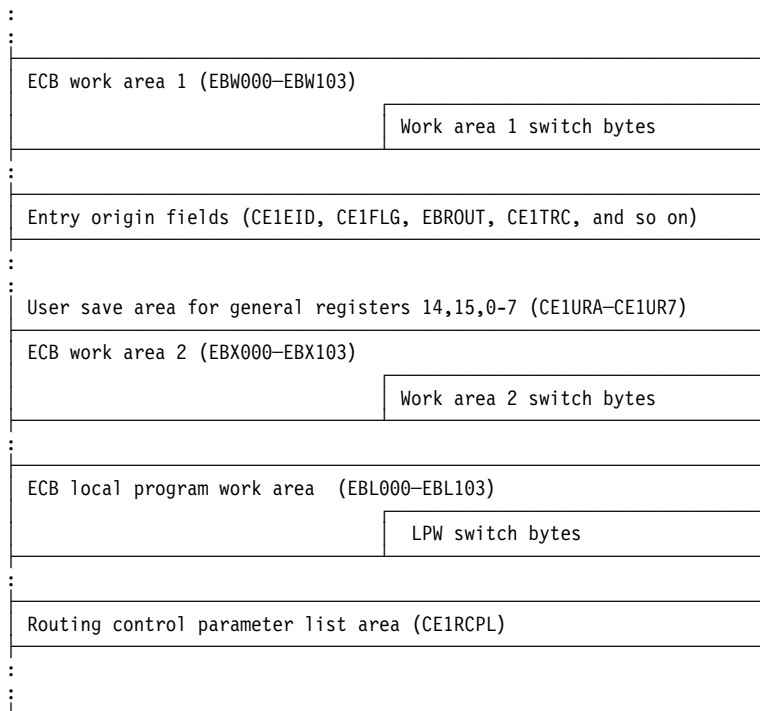 ECB work area 1 (EBW000—EBW103)
Work area 1 switch bytes
Entry origin fields (CE1EID, CE1FLG, EBROUT, CE1TRC, and so on)
User save area for general registers 14,15,0-7 (CE1URA—CE1UR7)
ECB work area 2 (EBX000—EBX103)
Work area 2 switch bytes
ECB local program work area (EBL000—EBL103)
LPW switch bytes
Routing control parameter list area (CE1RCPL)